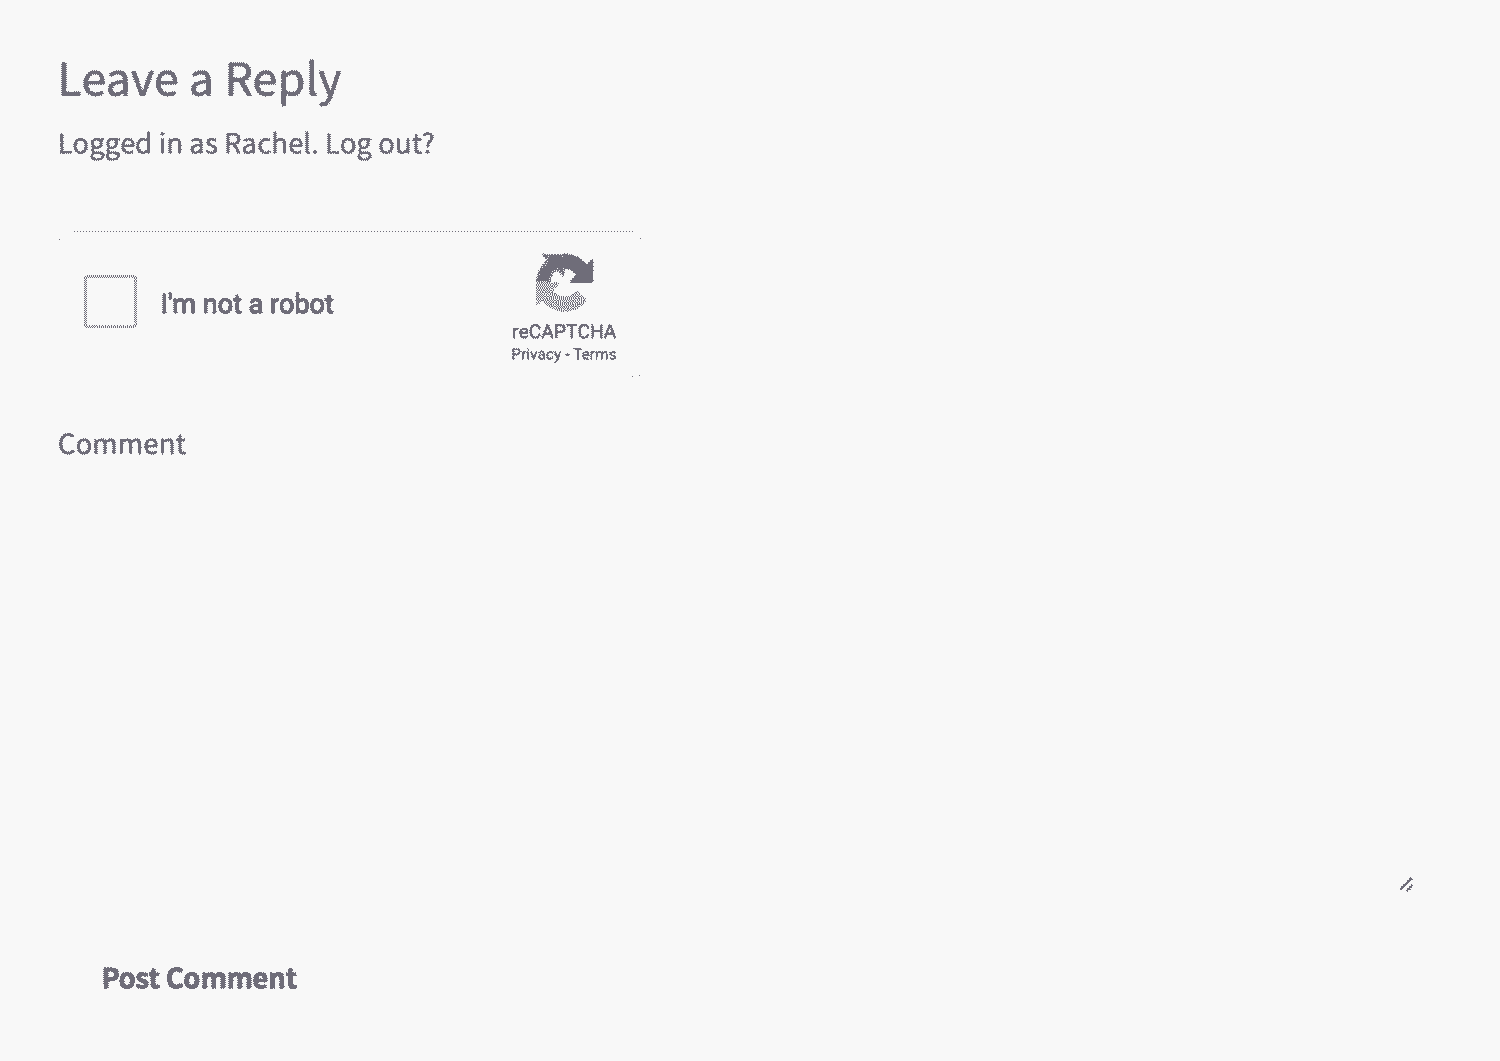 Leave a Reply
Logged in as Rachel. Log out?
I'm not a robot
reCAPTCHA
Privacy - Terms
Comment
Post Comment